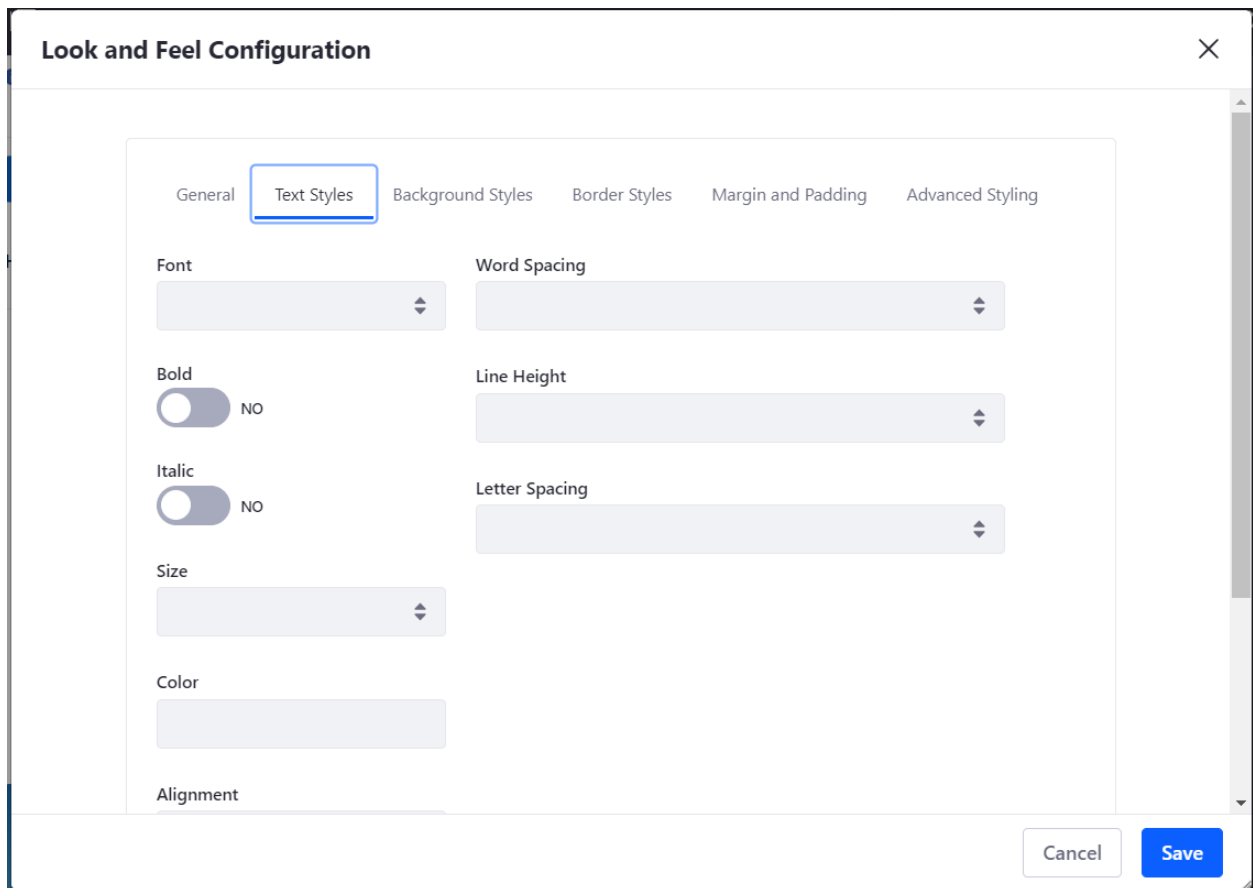 Look and Feel Configuration
General Text Styles Background Styles Border Styles Margin and Padding Advanced Styling
Font
Word Spacing
Bold
NO
Line Height
Italic
NO
Letter Spacing
Size
Color
Alignment
Cancel Save